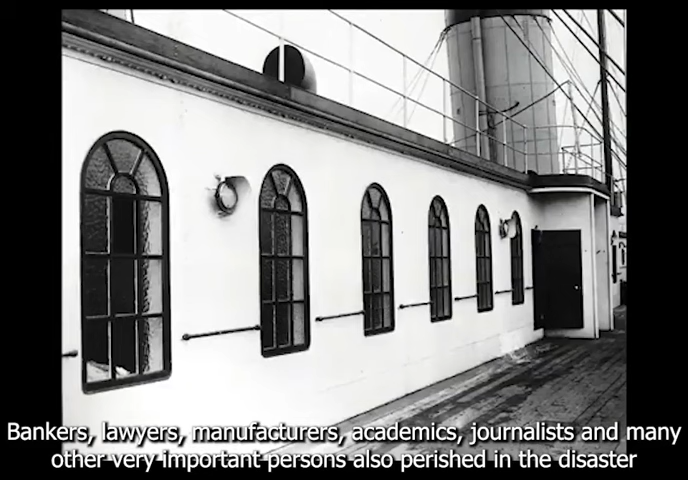 Bankers, lawyers, manufacturers, academics, journalists and many
other very important persons also perished in the disaster